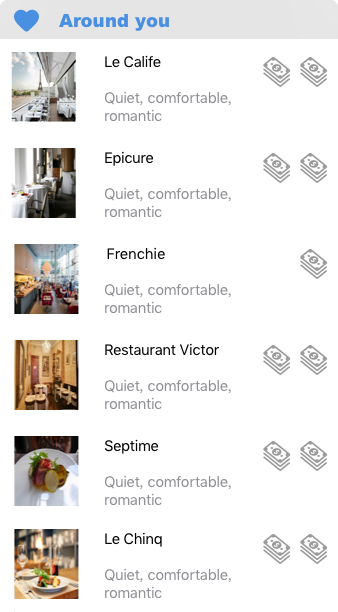 Around you
Le Calife
Quiet, comfortable,
romantic
Epicure
Quiet, comfortable,
romantic
Frenchie
Quiet, comfortable,
romantic
Restaurant Victor
Quiet, comfortable,
romantic
Septime
Quiet, comfortable,
romantic
Le Chinq
Quiet, comfortable,
romantic